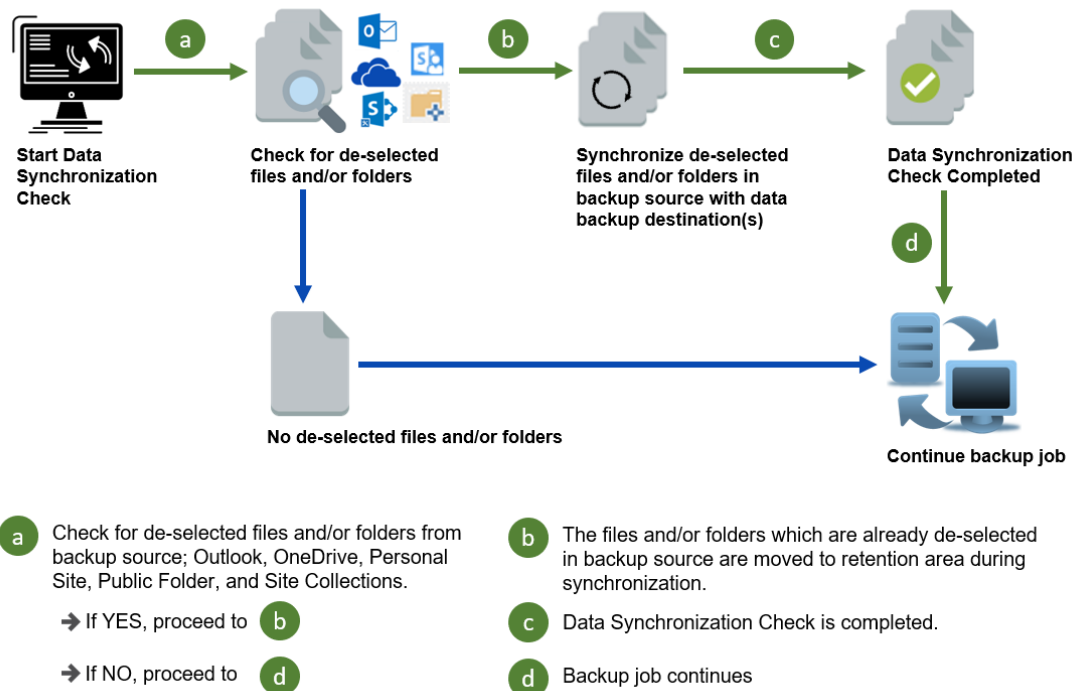 a
b
c
Start Data
Synchronization
Check
Check for de-selected
files and/or folders
Synchronize de-selected
files and/or folders in
backup source with data
backup destination(s)
Data Synchronization
Check Completed
d
No de-selected files and/or folders
Continue backup job
a
Check for de-selected files and/or folders from
backup source; Outlook, OneDrive, Personal
Site, Public Folder, and Site Collections.
➔ If YES, proceed to b
➔ If NO, proceed to d
b
The files and/or folders which are already de-selected
in backup source are moved to retention area during
synchronization.
c
Data Synchronization Check is completed.
d
Backup job continues